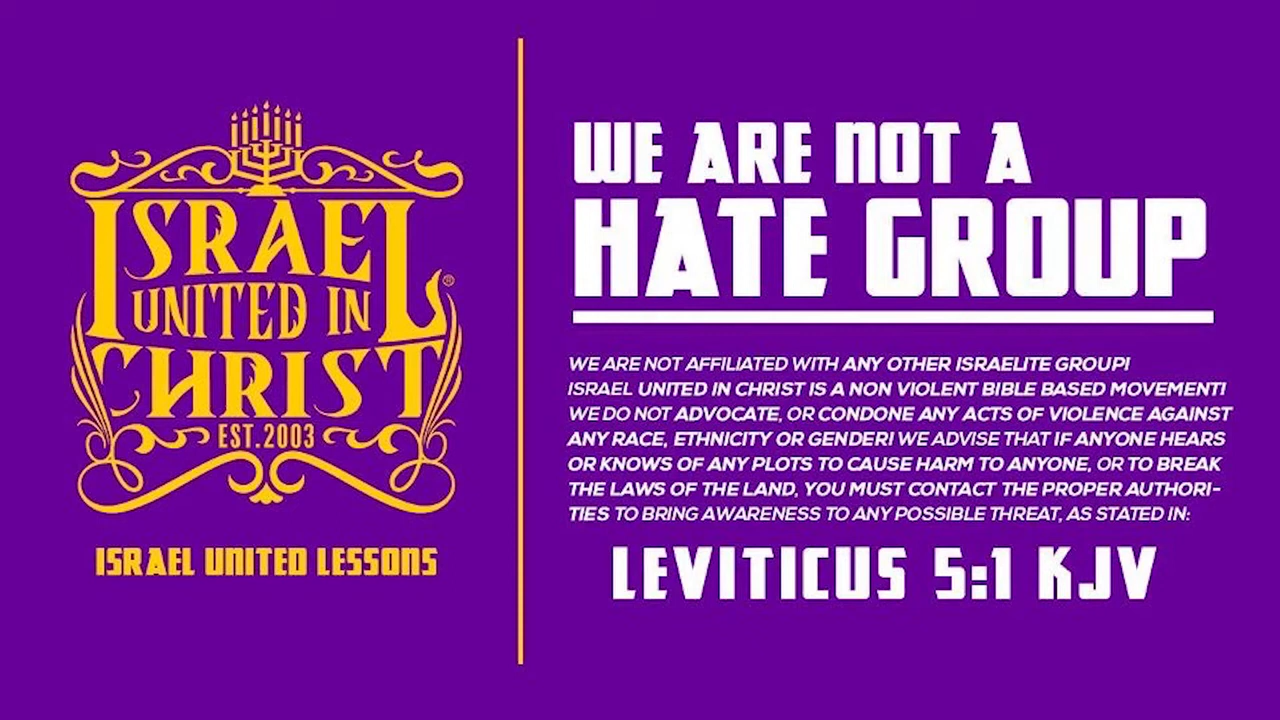 ISRAEL
UNITED IN
CHRIST
®
EST.2003
ISRAEL UNITED LESSONS
WE ARE NOT A
HATE GROUP
WE ARE NOT AFFILIATED WITH ANY OTHER ISRAELITE GROUP!
ISRAEL UNITED IN CHRIST IS A NON VIOLENT BIBLE BASED MOVEMENT!
WE DO NOT ADVOCATE, OR CONDONE ANY ACTS OF VIOLENCE AGAINST
ANY RACE, ETHNICITY OR GENDER! WE ADVISE THAT IF ANYONE HEARS
OR KNOWS OF ANY PLOTS TO CAUSE HARM TO ANYONE, OR TO BREAK
THE LAWS OF THE LAND, YOU MUST CONTACT THE PROPER AUTHORI-
TIES TO BRING AWARENESS TO ANY POSSIBLE THREAT, AS STATED IN:
LEVITICUS 5:1 KJV